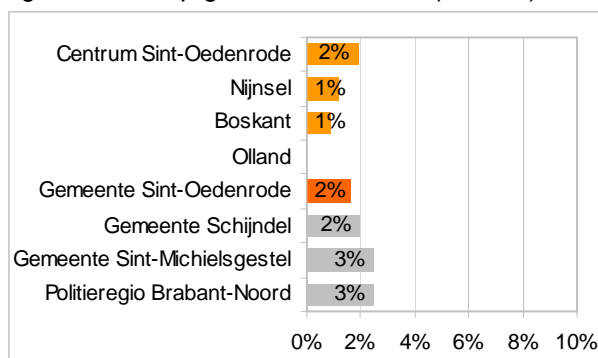 Centrum Sint-Oedenrode 2%
Nijnsel 1%
Boskant 1%
Olland
Gemeente Sint-Oedenrode 2%
Gemeente Schijndel 2%
Gemeente Sint-Michielsgestel 3%
Politieregio Brabant-Noord 3%
0% 2% 4% 6% 8% 10%